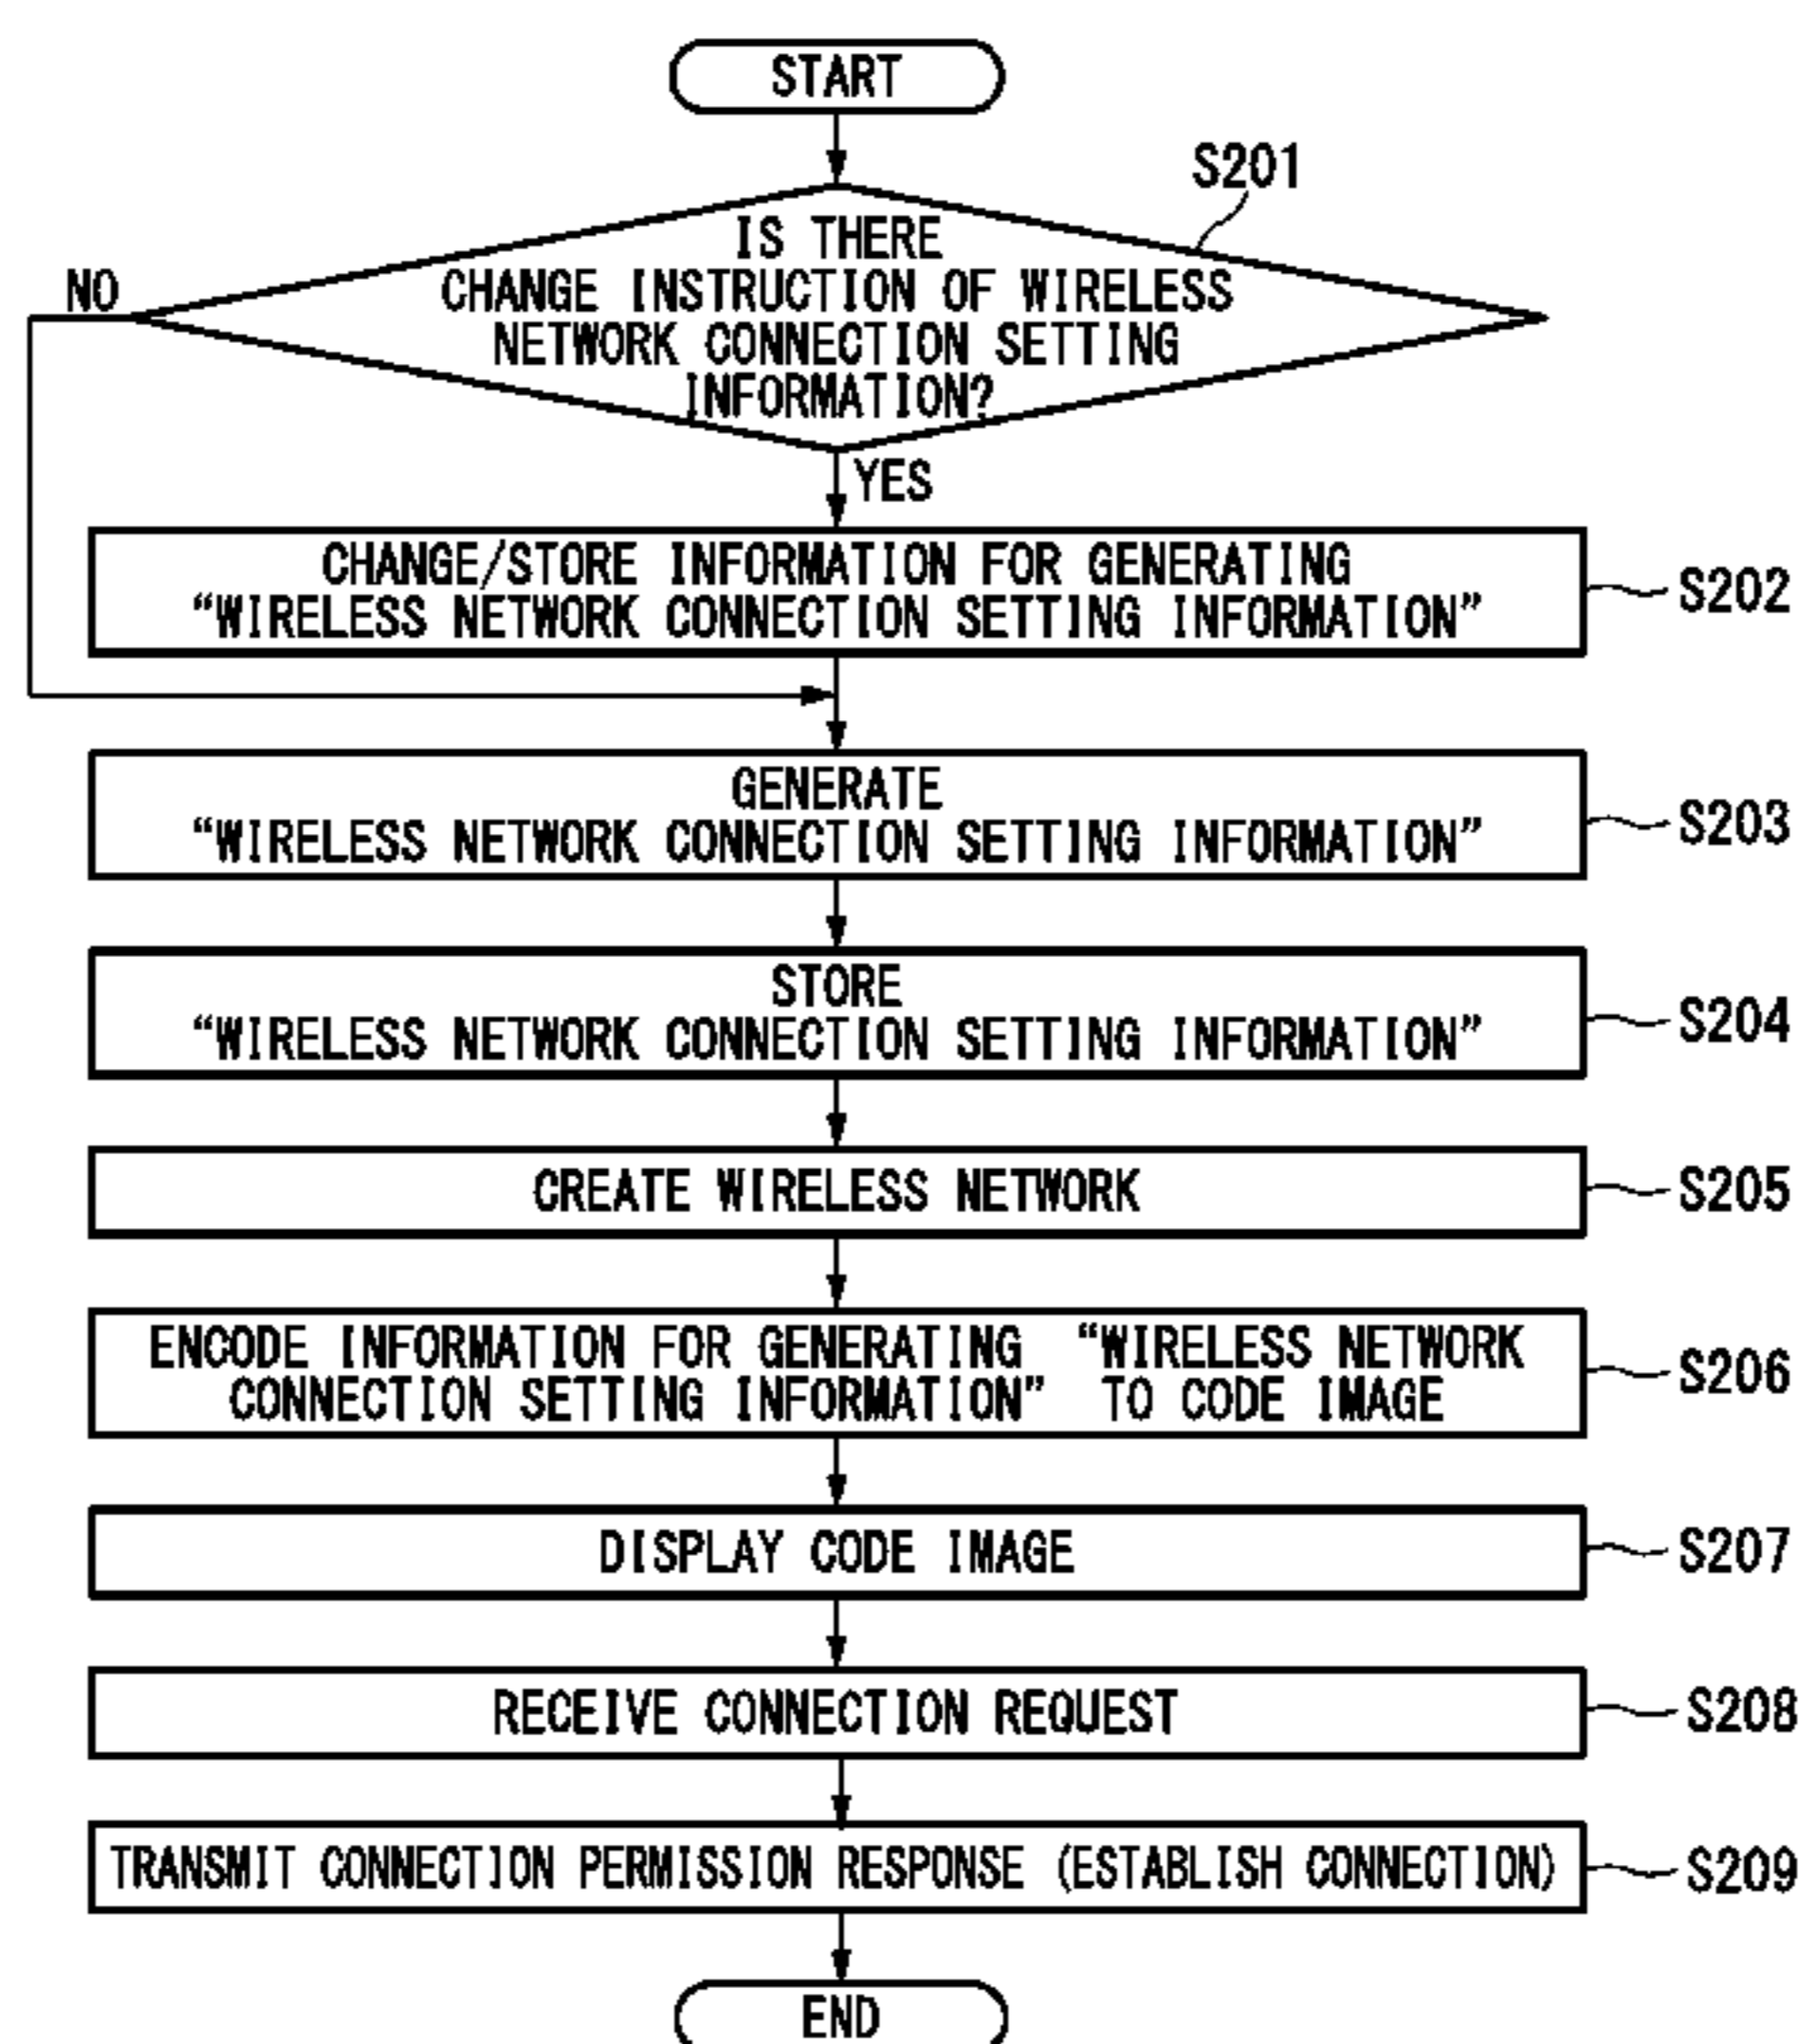 START
S201
IS THERE
CHANGE INSTRUCTION OF WIRELESS
NETWORK CONNECTION SETTING
INFORMATION?
NO
YES
CHANGE/STORE INFORMATION FOR GENERATING
“WIRELESS NETWORK CONNECTION SETTING INFORMATION”
S202
GENERATE
“WIRELESS NETWORK CONNECTION SETTING INFORMATION”
S203
STORE
“WIRELESS NETWORK CONNECTION SETTING INFORMATION”
S204
CREATE WIRELESS NETWORK
S205
ENCODE INFORMATION FOR GENERATING “WIRELESS NETWORK
CONNECTION SETTING INFORMATION” TO CODE IMAGE
S206
DISPLAY CODE IMAGE
S207
RECEIVE CONNECTION REQUEST
S208
TRANSMIT CONNECTION PERMISSION RESPONSE (ESTABLISH CONNECTION)
S209
END